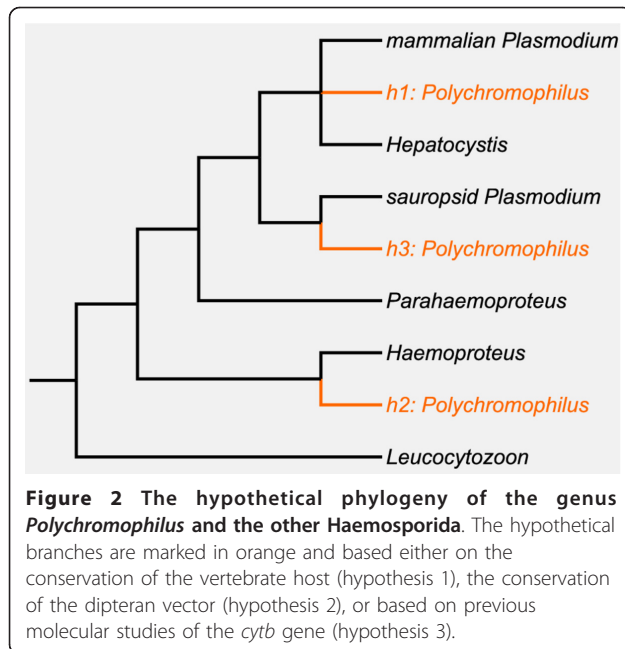 mammalian Plasmodium
h1: Polychromophilus
Hepatocystis
sauropsid Plasmodium
h3: Polychromophilus
Parahaemoproteus
Haemoproteus
h2: Polychromophilus
Leucocytozoon
Figure 2 The hypothetical phylogeny of the genus
Polychromophilus and the other Haemosporida. The hypothetical
branches are marked in orange and based either on the
conservation of the vertebrate host (hypothesis 1), the conservation
of the dipteran vector (hypothesis 2), or based on previous
molecular studies of the cytb gene (hypothesis 3).